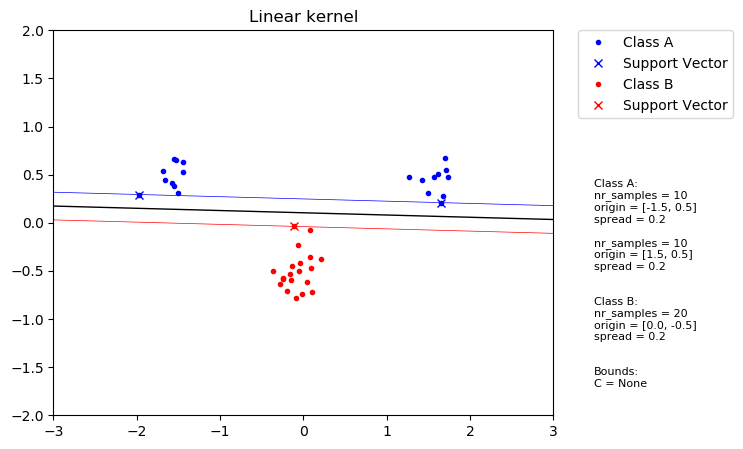 Linear kernel
2.0
1.5
1.0
0.5
0.0
−0.5
−1.0
−1.5
−2.0
−3
−2
−1
0
1
2
3
Class A
Support Vector
Class B
Support Vector
Class A:
nr_samples = 10
origin = [-1.5, 0.5]
spread = 0.2
nr_samples = 10
origin = [1.5, 0.5]
spread = 0.2
Class B:
nr_samples = 20
origin = [0.0, -0.5]
spread = 0.2
Bounds:
C = None